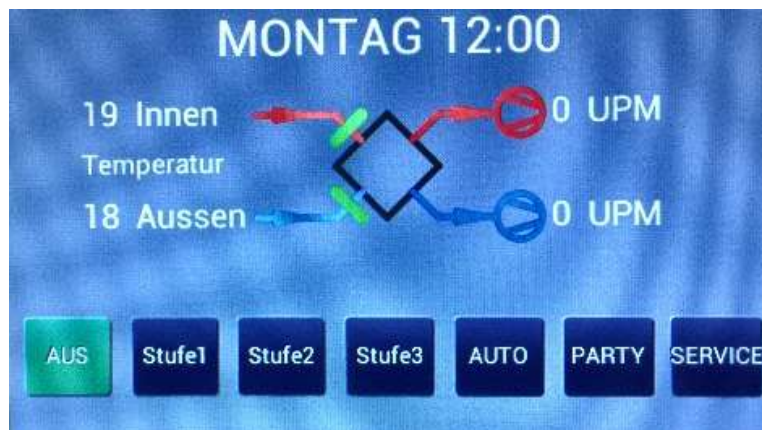 MONTAG 12:00
19 Innen 0 UPM
Temperatur
18 Aussen 0 UPM
AUS Stufe1 Stufe2 Stufe3 AUTO PARTY SERVICE